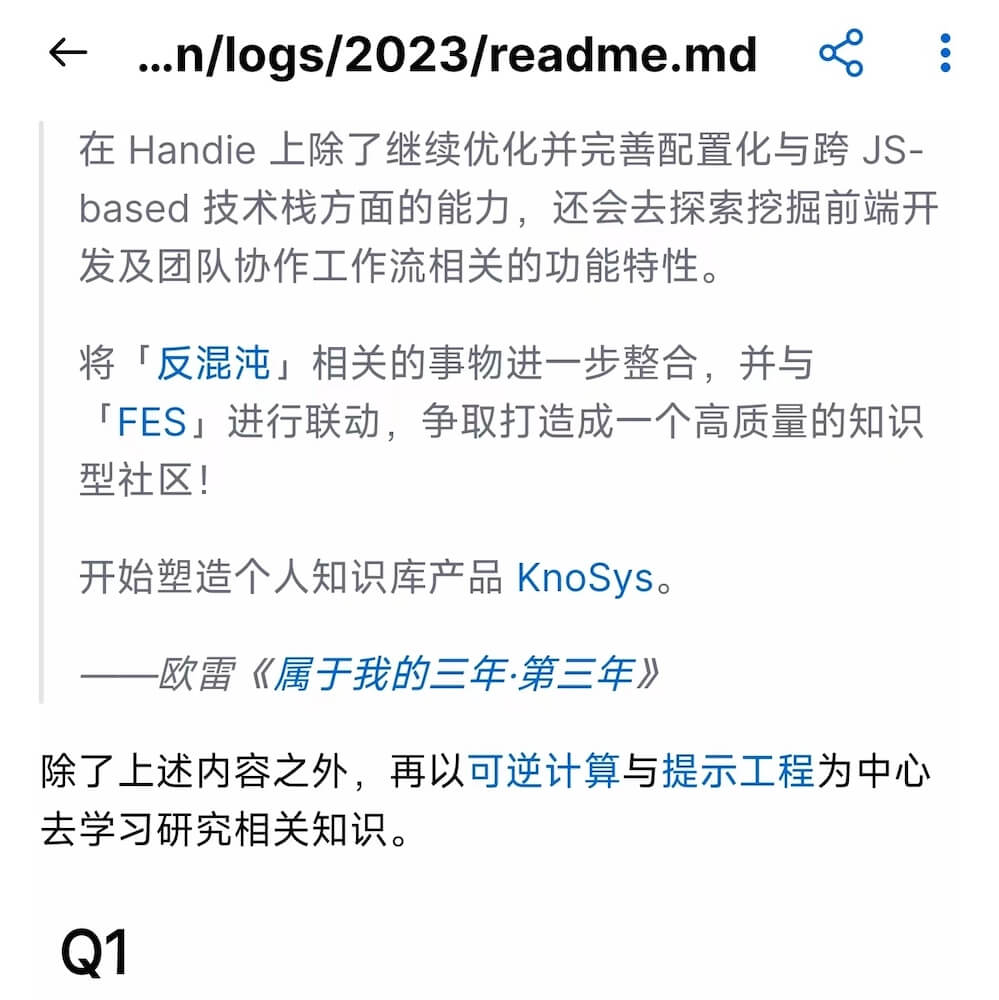 ...n/logs/2023/readme.md
在 Handie 上除了继续优化并完善配置化与跨 JS-
based 技术栈方面的能力，还会去探索挖掘前端开
发及团队协作工作流相关的功能特性。
将「反混沌」相关的事物进一步整合，并与
「FES」进行联动，争取打造成一个高质量的知识
型社区！
开始塑造个人知识库产品 KnoSys。
——欧雷《属于我的三年·第三年》
除了上述内容之外，再以可逆计算与提示工程为中心
去学习研究相关知识。
Q1